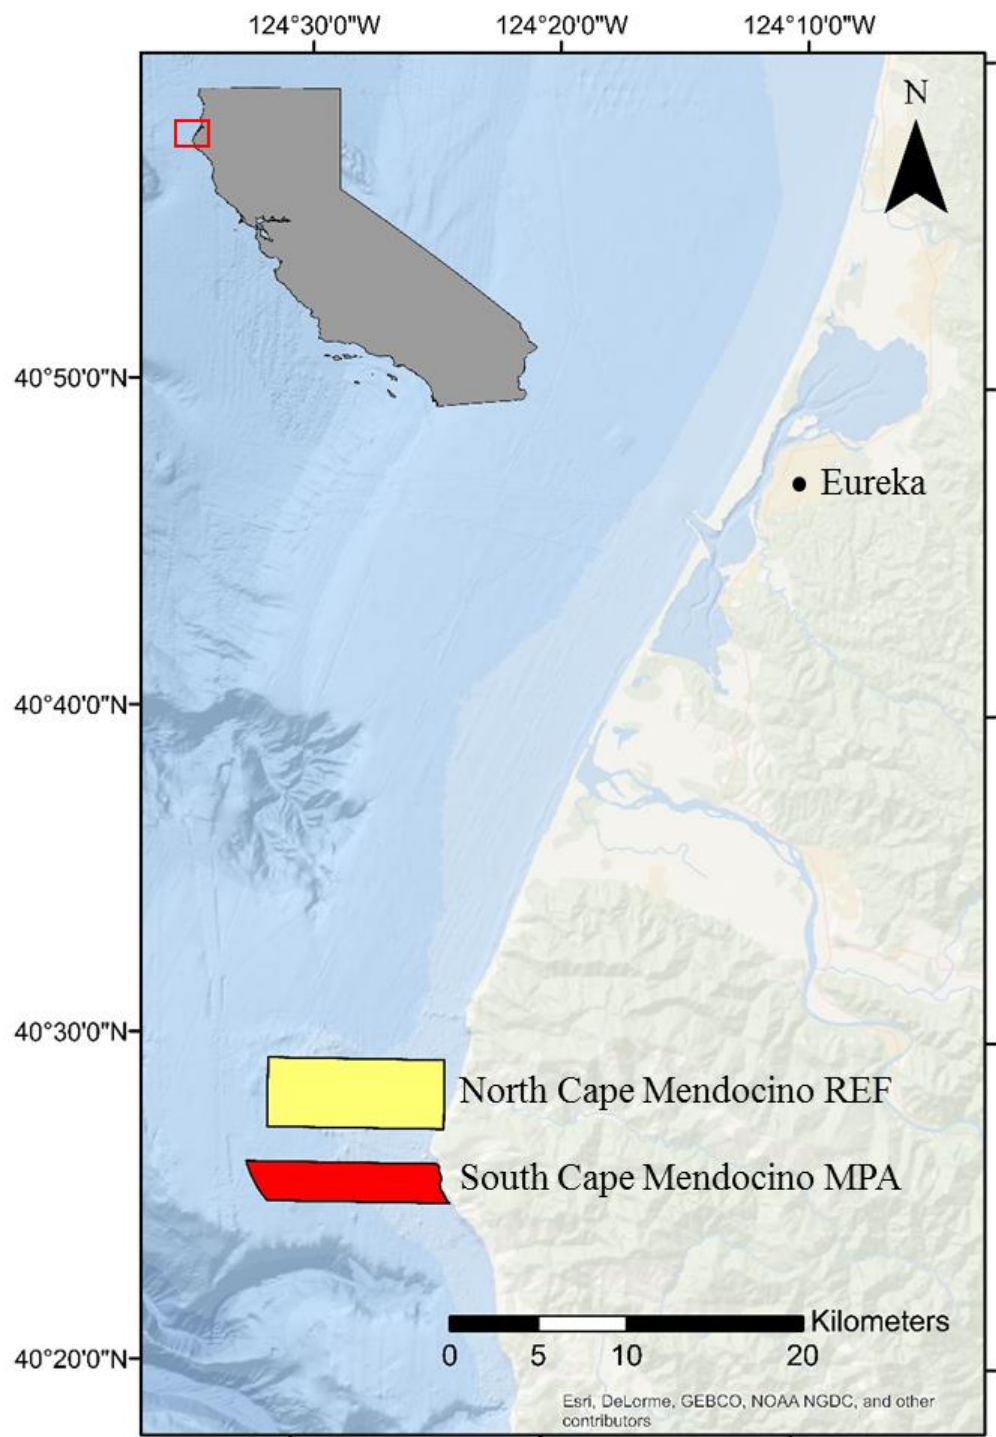 124°30'0"W 124°20'0"W 124°10'0"W
N
40°50'0"N
Eureka
40°40'0"N
40°30'0"N
North Cape Mendocino REF
South Cape Mendocino MPA
Kilometers
0 5 10 20
40°20'0"N
Esri, DeLorme, GEBCO, NOAA NGDC, and other
contributors